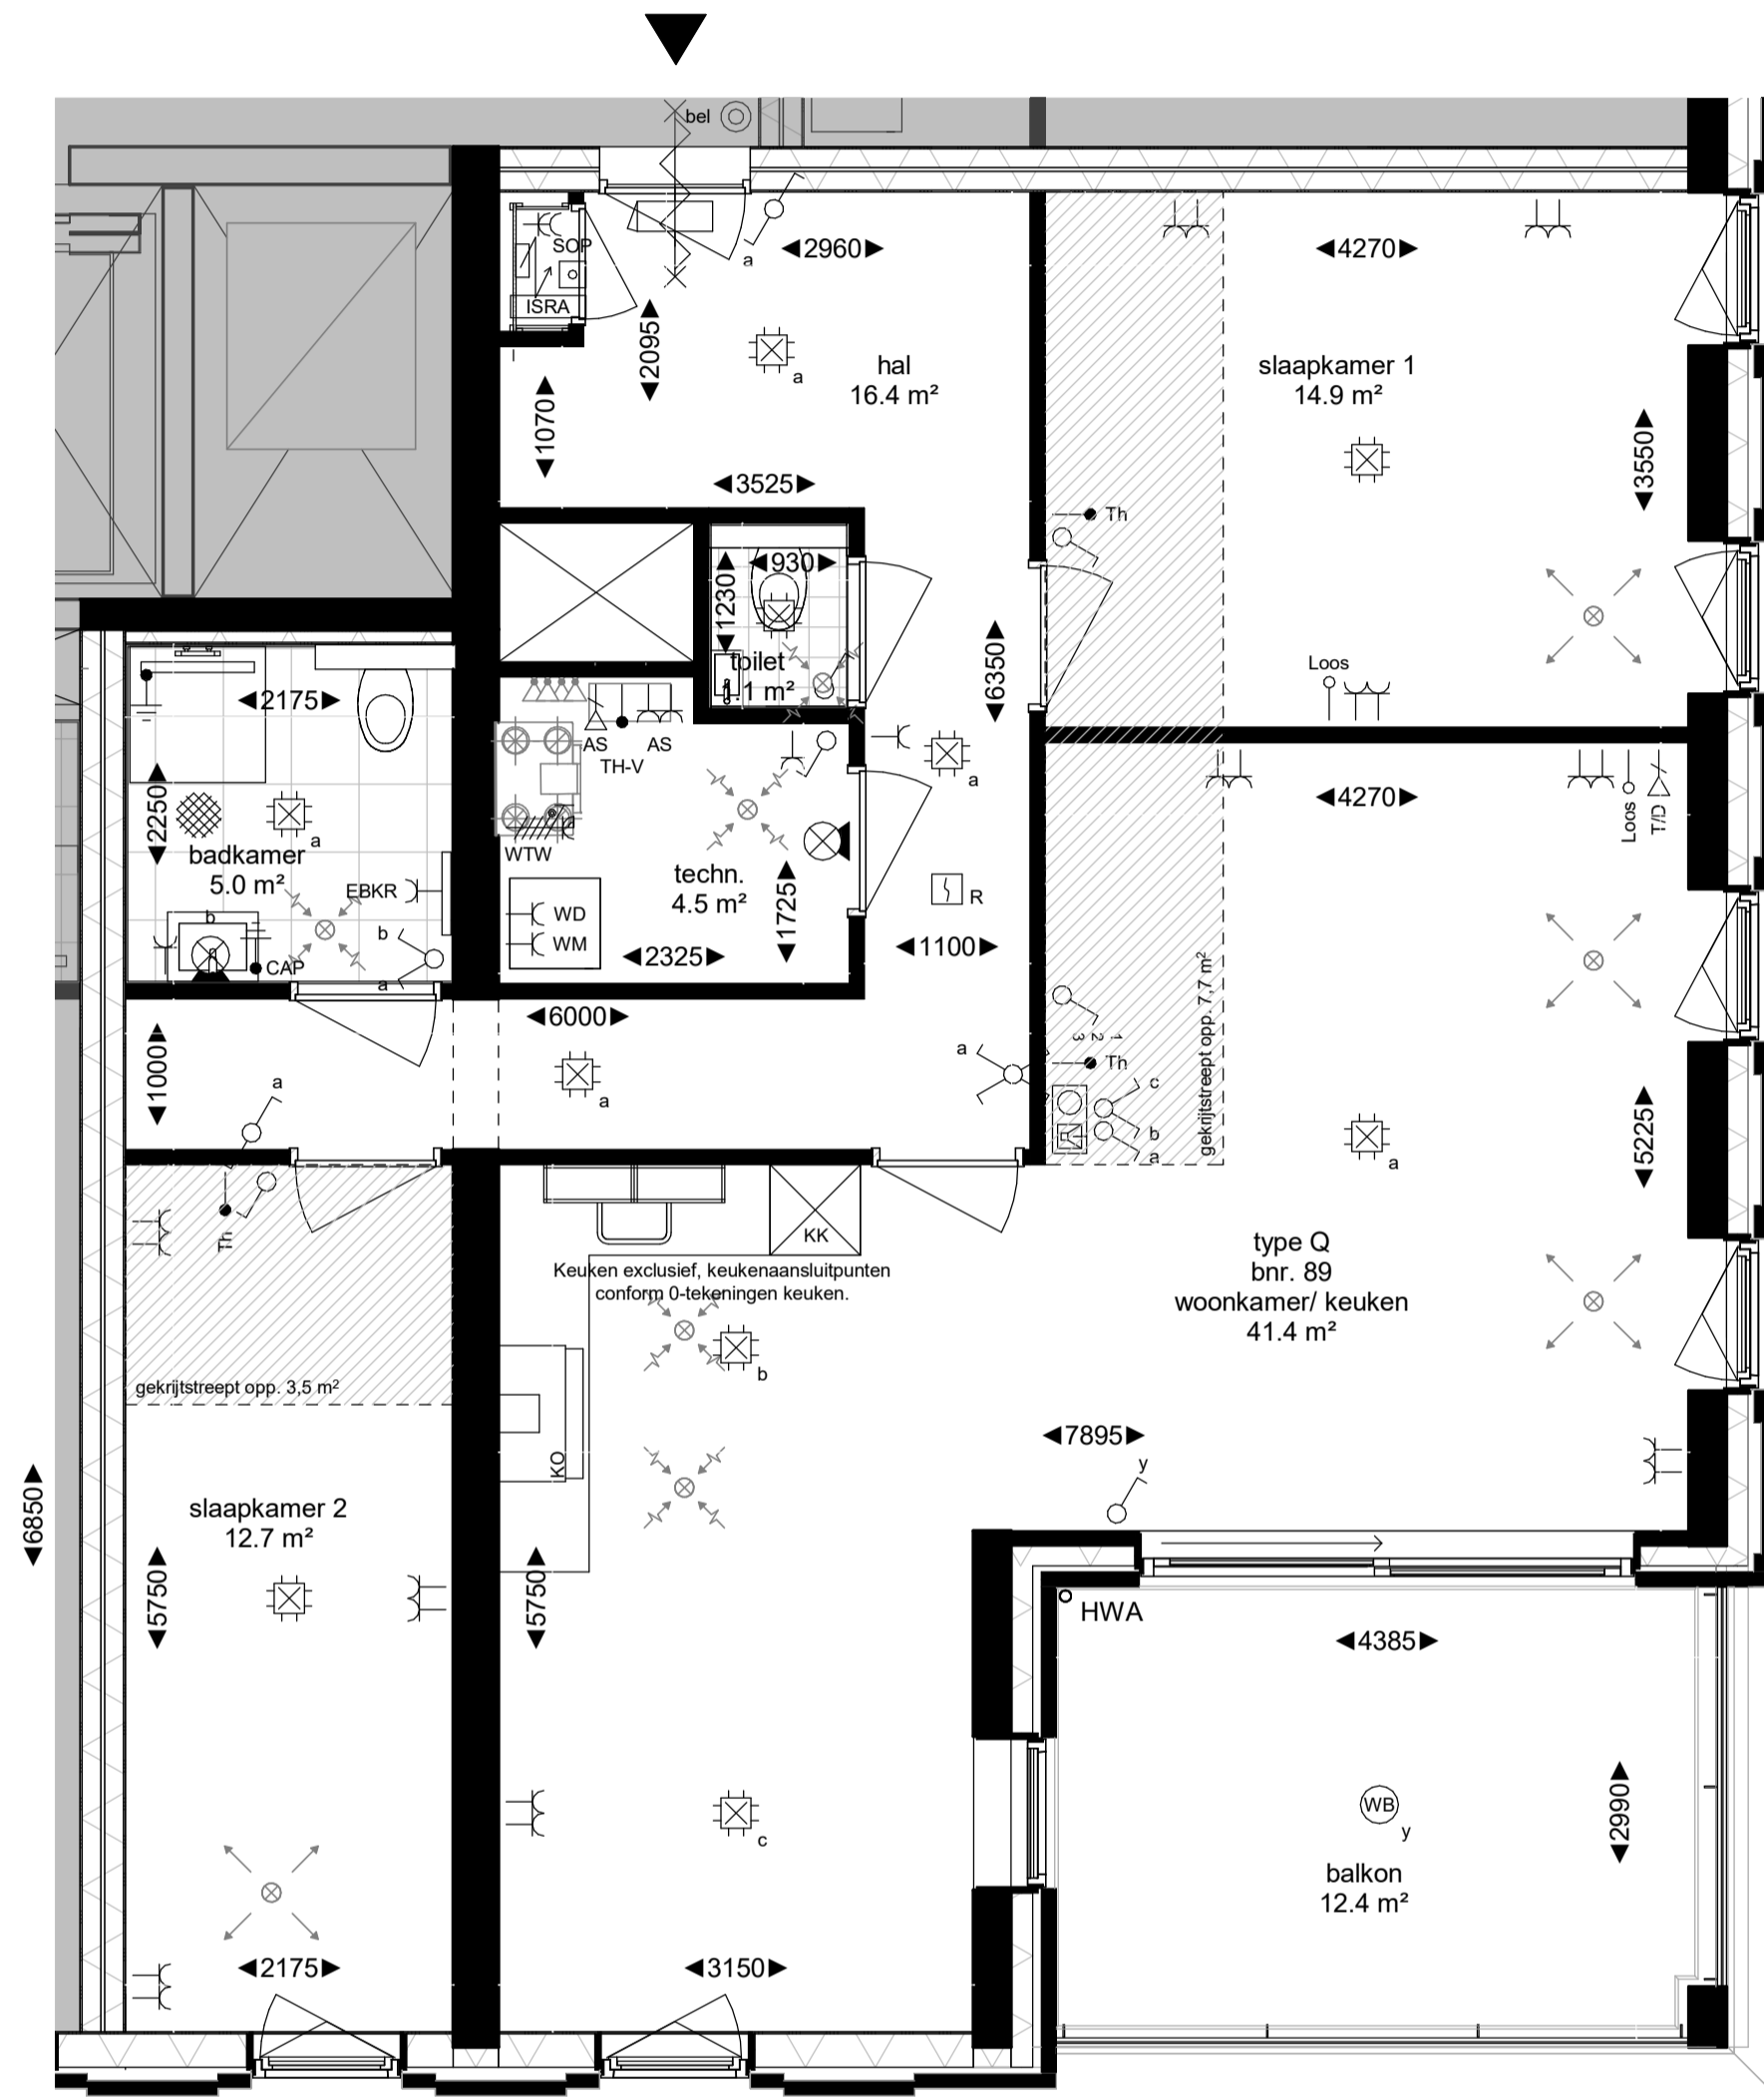 bel
SOP
ISRA
a
2960
4270
2095
a
hal
16.4 m²
slaapkamer 1
14.9 m²
1070
3550
3525
Th
930
1230
toilet
1.1 m²
6350
Loos
2175
AS
AS
TH-V
a
4270
Loos
T/D
2250
a
badkamer
5.0 m²
WTW
techn.
4.5 m²
1725
EBKR
R
b
WD
WM
b
CAP
a
2325
1100
gekrijtstreept opp. 7,7 m²
6000
1 2 3
1000
a
a
a
Th
c
b
a
a
5225
Th
KK
Keuken exclusief, keukenaansluitpunten
conform 0-tekeningen keuken.
type Q
bnr. 89
woonkamer/ keuken
41.4 m²
b
gekrijtstreept opp. 3,5 m²
KO
7895
y
6850
slaapkamer 2
12.7 m²
5750
5750
HWA
4385
WB
y
2990
c
balkon
12.4 m²
2175
3150